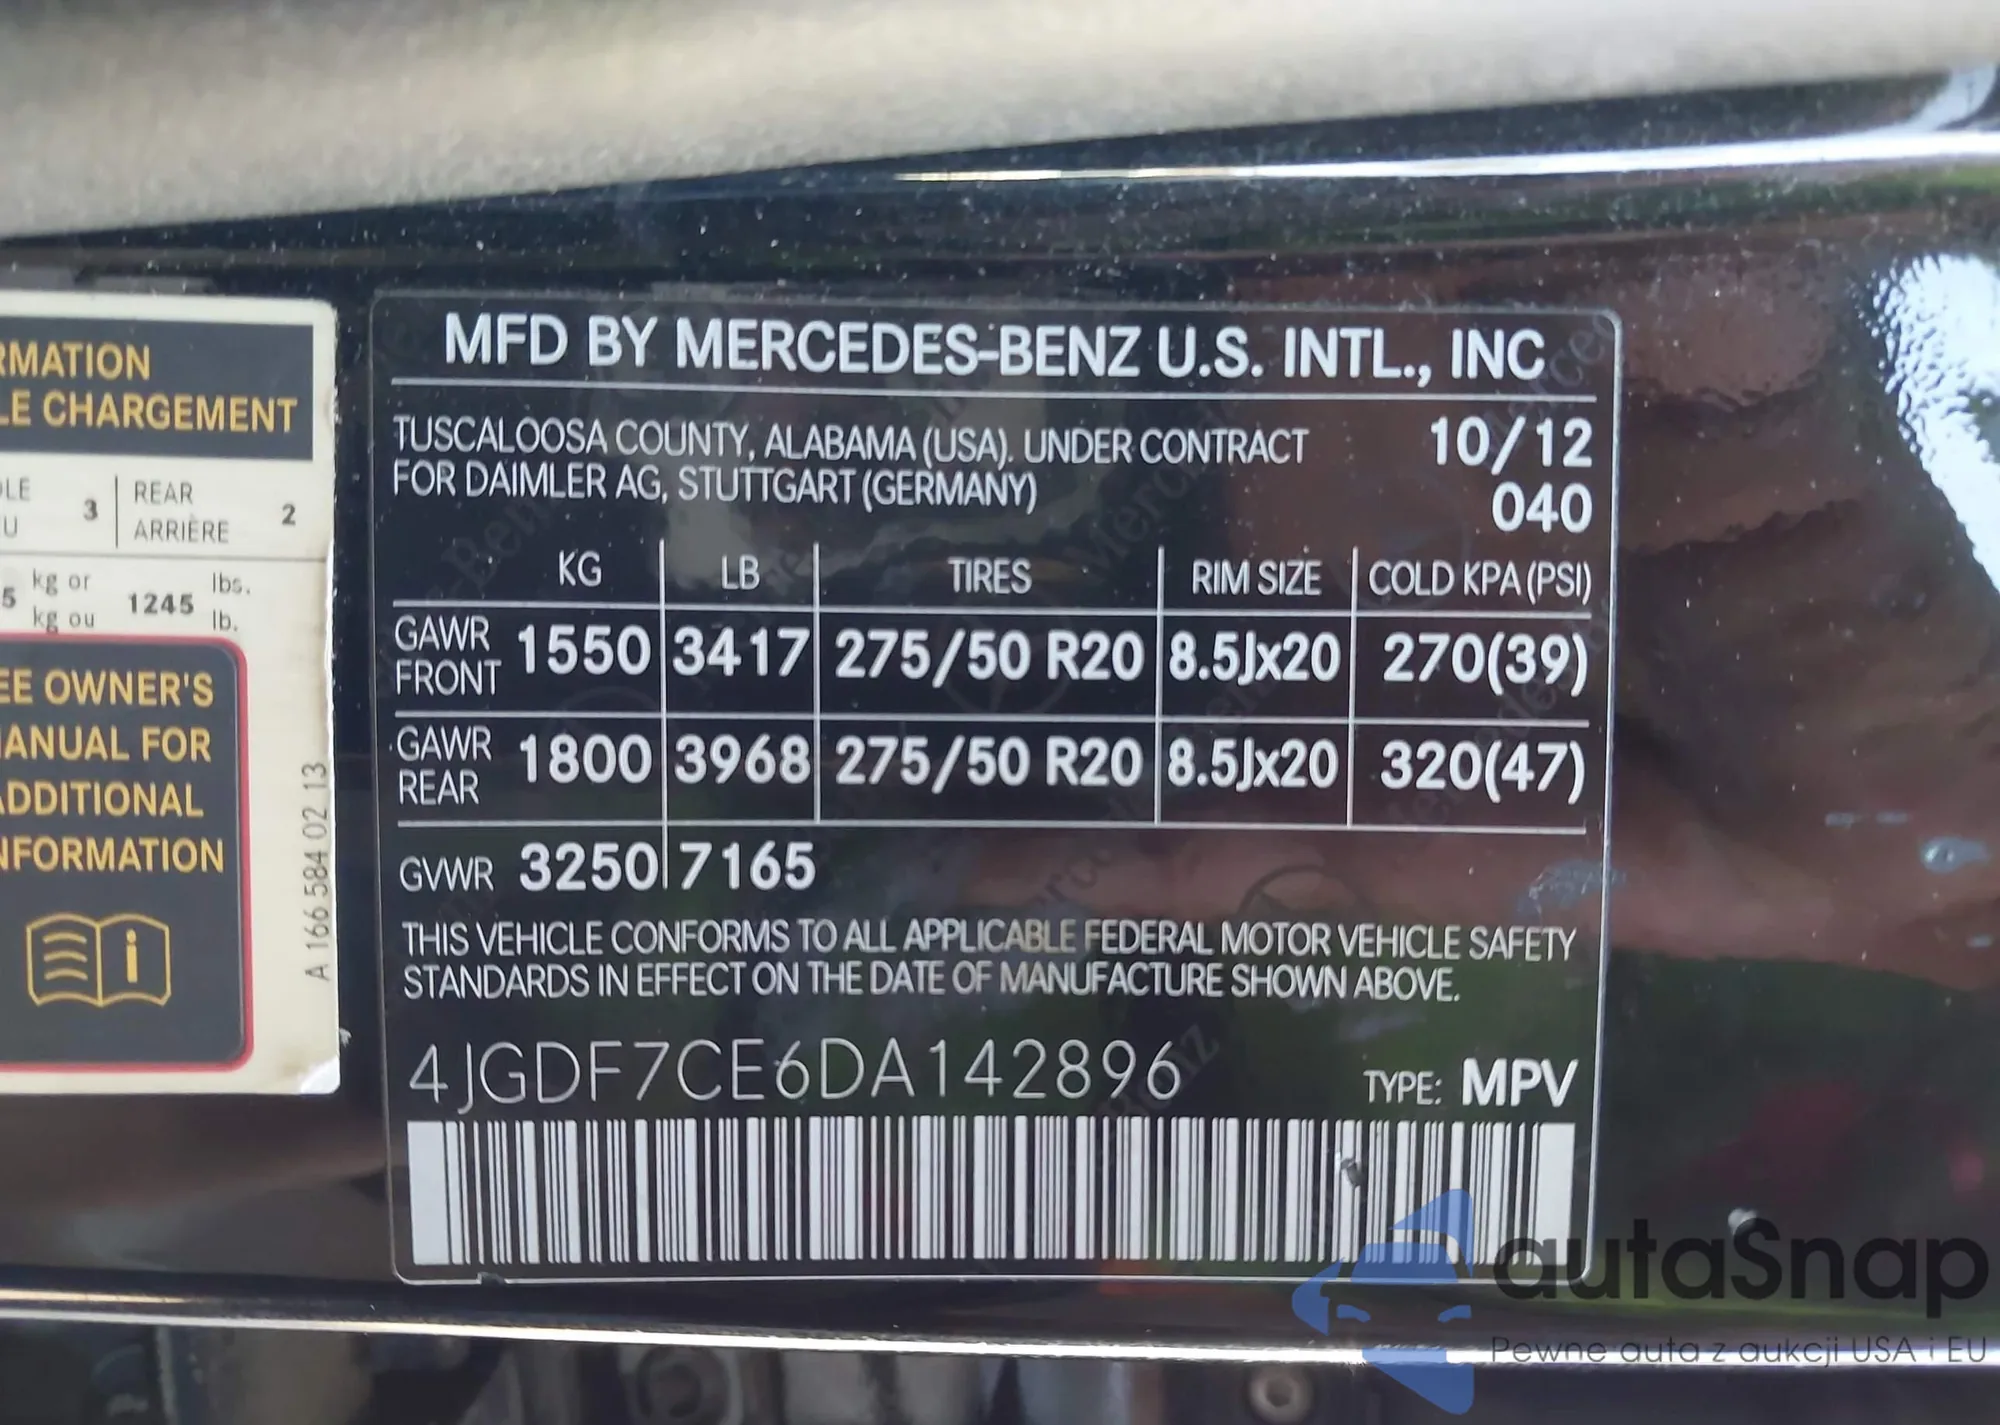 RMATION
LE CHARGEMENT
3
REAR
ARRIÈRE
2
5 kg or 1245 lbs.
kg ou lb.
EE OWNER'S
MANUAL FOR
ADDITIONAL
INFORMATION
A 166 584 02 13
MFD BY MERCEDES-BENZ U.S. INTL., INC
TUSCALOOSA COUNTY, ALABAMA (USA). UNDER CONTRACT
FOR DAIMLER AG, STUTTGART (GERMANY)
10/12
040
KG LB TIRES RIM SIZE COLD KPA (PSI)
GAWR FRONT 1550 3417 275/50 R20 8.5Jx20 270(39)
GAWR REAR 1800 3968 275/50 R20 8.5Jx20 320(47)
GVWR 3250 7165
THIS VEHICLE CONFORMS TO ALL APPLICABLE FEDERAL MOTOR VEHICLE SAFETY
STANDARDS IN EFFECT ON THE DATE OF MANUFACTURE SHOWN ABOVE.
4JGDF7CE6DA142896
TYPE: MPV
autaSnap
Pewne auta z aukcji USA i EU